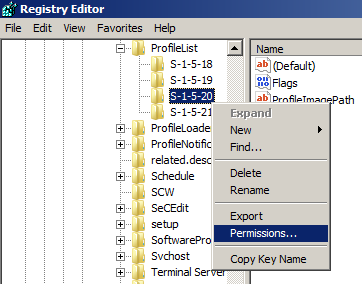 Registry Editor
File Edit View Favorites Help
ProfileList
S-1-5-18
S-1-5-19
S-1-5-20
S-1-5-21
ProfileLoade
ProfileNotific
related.desc
Schedule
SCW
SeCEdit
setup
SoftwarePro
Svchost
Terminal Server
Name
(Default)
Flags
ProfileImagePath
Expand
New
Find...
Delete
Rename
Export
Permissions...
Copy Key Name